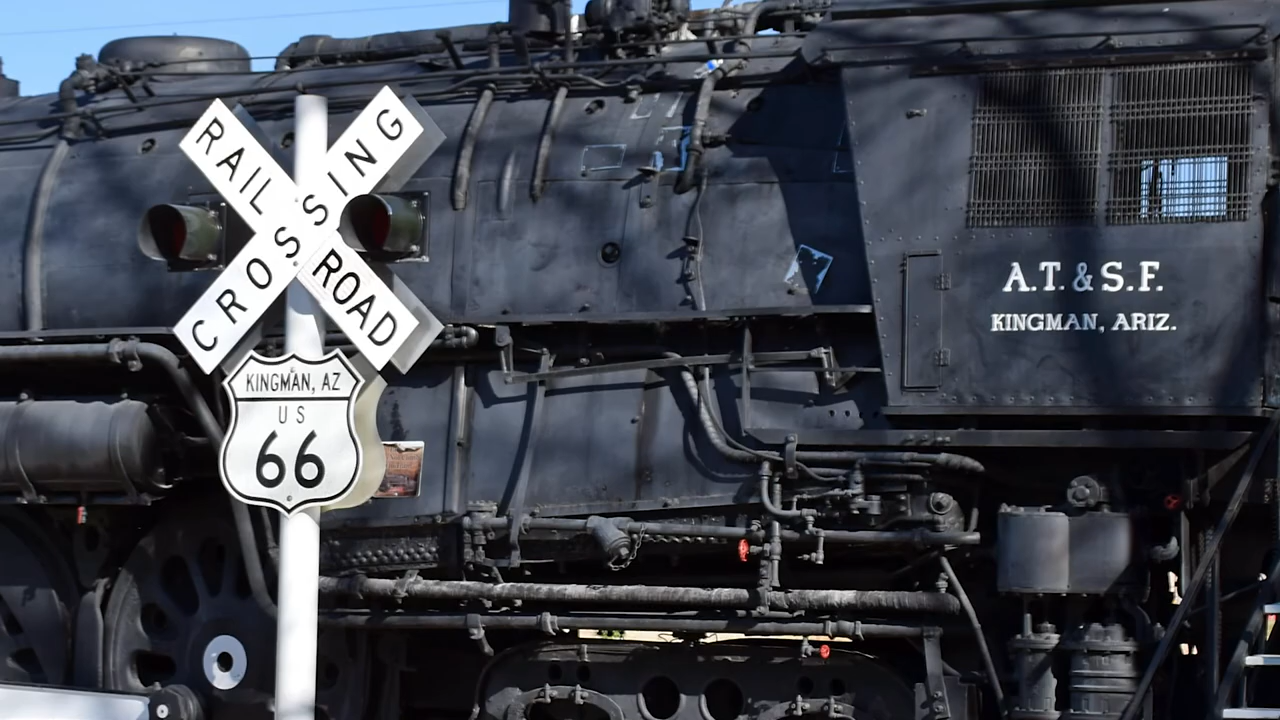 RAIL ROAD
CROSSING
KINGMAN, AZ
US
66
A.T. & S.F.
KINGMAN, ARIZ.